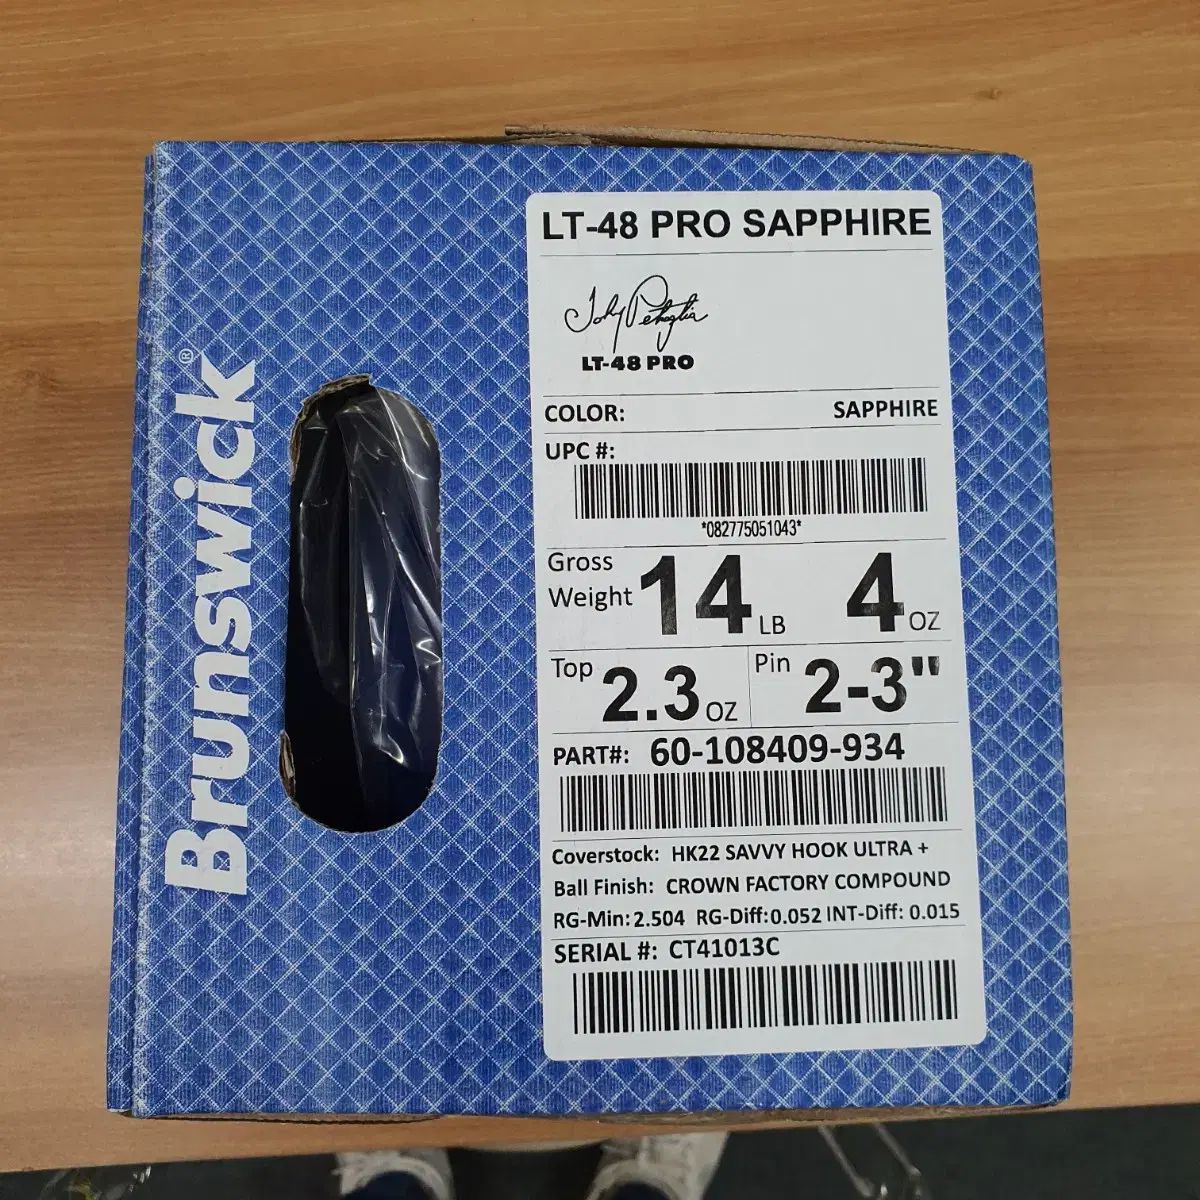 Brunswick®
LT-48 PRO SAPPHIRE
Johnny Petraglia
LT-48 PRO
COLOR: SAPPHIRE
UPC #:
*082775051043*
Gross Weight 14 LB 4 OZ
Top 2.3 OZ Pin 2-3"
PART#: 60-108409-934
Coverstock: HK22 SAVVY HOOK ULTRA +
Ball Finish: CROWN FACTORY COMPOUND
RG-Min: 2.504 RG-Diff: 0.052 INT-Diff: 0.015
SERIAL #: CT41013C